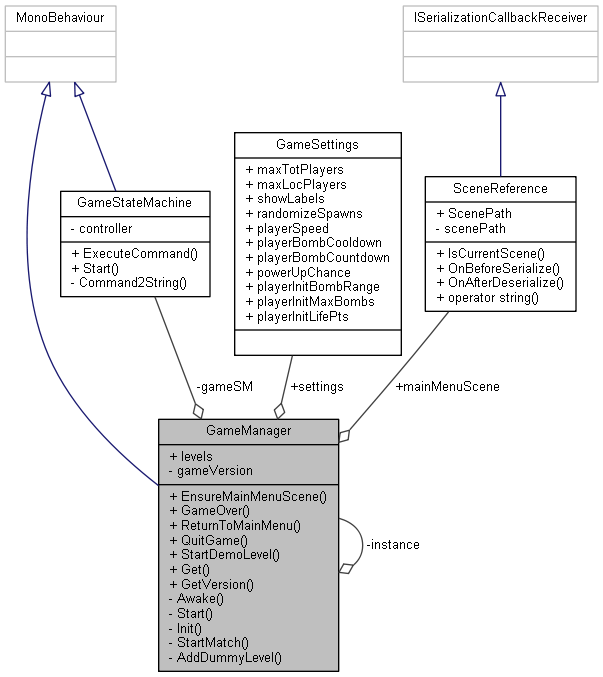 MonoBehaviour
ISerializationCallbackReceiver
GameSettings
+ maxTotPlayers
+ maxLocPlayers
+ showLabels
+ randomizeSpawns
+ playerSpeed
+ playerBombCooldown
+ playerBombCountdown
+ powerUpChance
+ playerInitBombRange
+ playerInitMaxBombs
+ playerInitLifePts
GameStateMachine
- controller
+ ExecuteCommand()
+ Start()
- Command2String()
SceneReference
+ ScenePath
- scenePath
+ IsCurrentScene()
+ OnBeforeSerialize()
+ OnAfterDeserialize()
+ operator string()
-gameSM
+settings
+mainMenuScene
GameManager
+ levels
- gameVersion
+ EnsureMainMenuScene()
+ GameOver()
+ ReturnToMainMenu()
+ QuitGame()
+ StartDemoLevel()
+ Get()
+ GetVersion()
- Awake()
- Start()
- Init()
- StartMatch()
- AddDummyLevel()
-instance